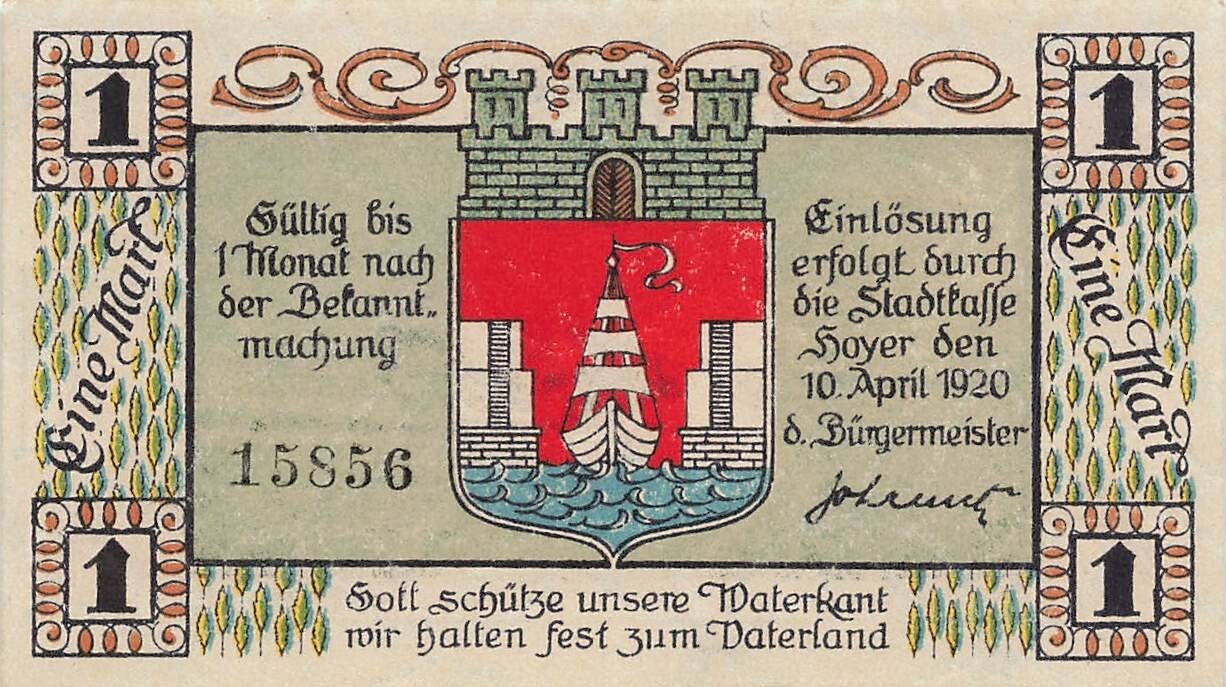 1
1
Eine Mark
Gültig bis
1 Monat nach
der Bekannt-
machung
15856
Einlösung
erfolgt durch
die Stadtkasse
Hoyer den
10. April 1920
d. Bürgermeister
Eine Mark
1
1
Gott schütze unsere Waterkant
wir halten fest zum Vaterland